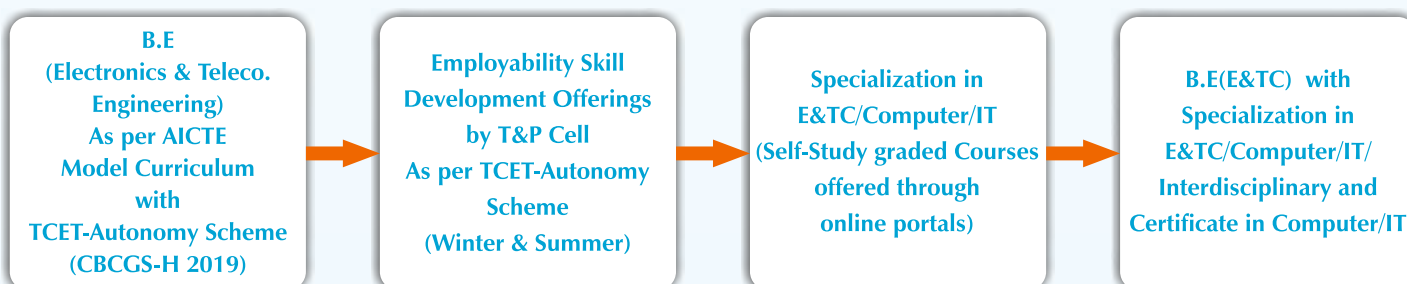 B.E
(Electronics & Teleco.
Engineering)
As per AICTE
Model Curriculum
with
TCET-Autonomy Scheme
(CBCGS-H 2019)
Employability Skill
Development Offerings
by T&P Cell
As per TCET-Autonomy
Scheme
(Winter & Summer)
Specialization in
E&TC/Computer/IT
(Self-Study graded Courses
offered through
online portals)
B.E(E&TC) with
Specialization in
E&TC/Computer/IT/
Interdisciplinary and
Certificate in Computer/IT